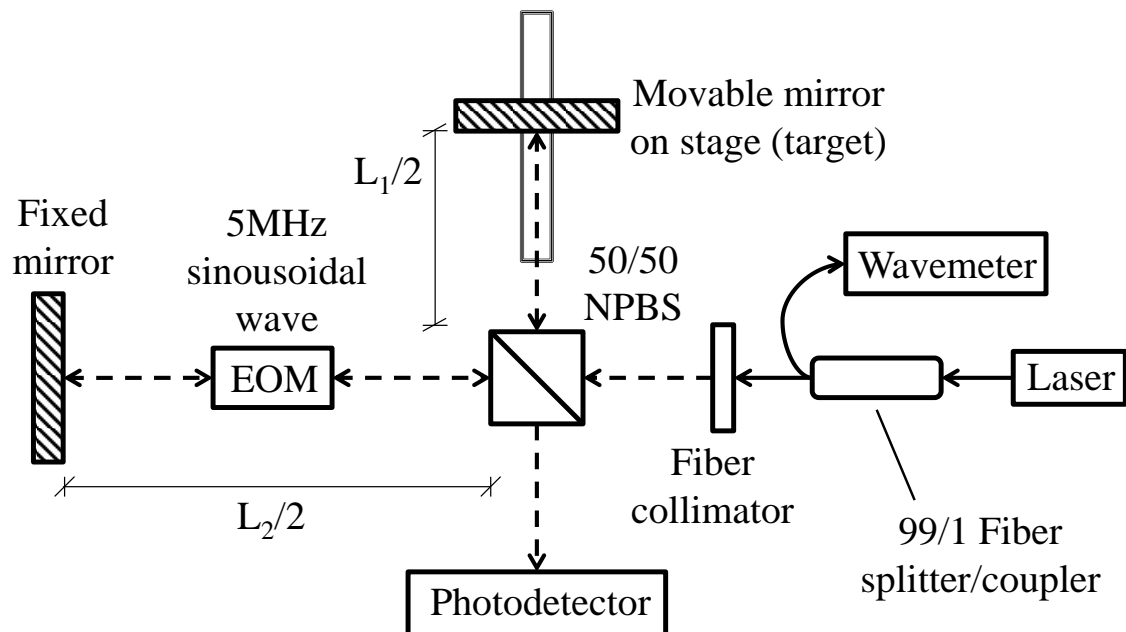 Movable mirror
on stage (target)
L₁/2
Fixed
mirror
5MHz
sinousoidal
wave
EOM
50/50
NPBS
Wavemeter
Laser
Fiber
collimator
L₂/2
99/1 Fiber
splitter/coupler
Photodetector